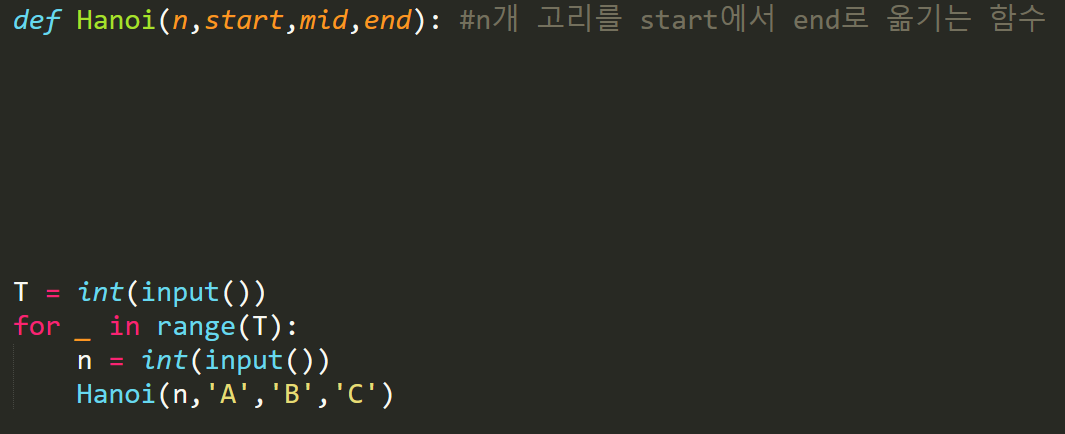 def Hanoi(n,start,mid,end): #n개 고리를 start에서 end로 옮기는 함수
T = int(input())
for _ in range(T):
    n = int(input())
    Hanoi(n,'A','B','C')